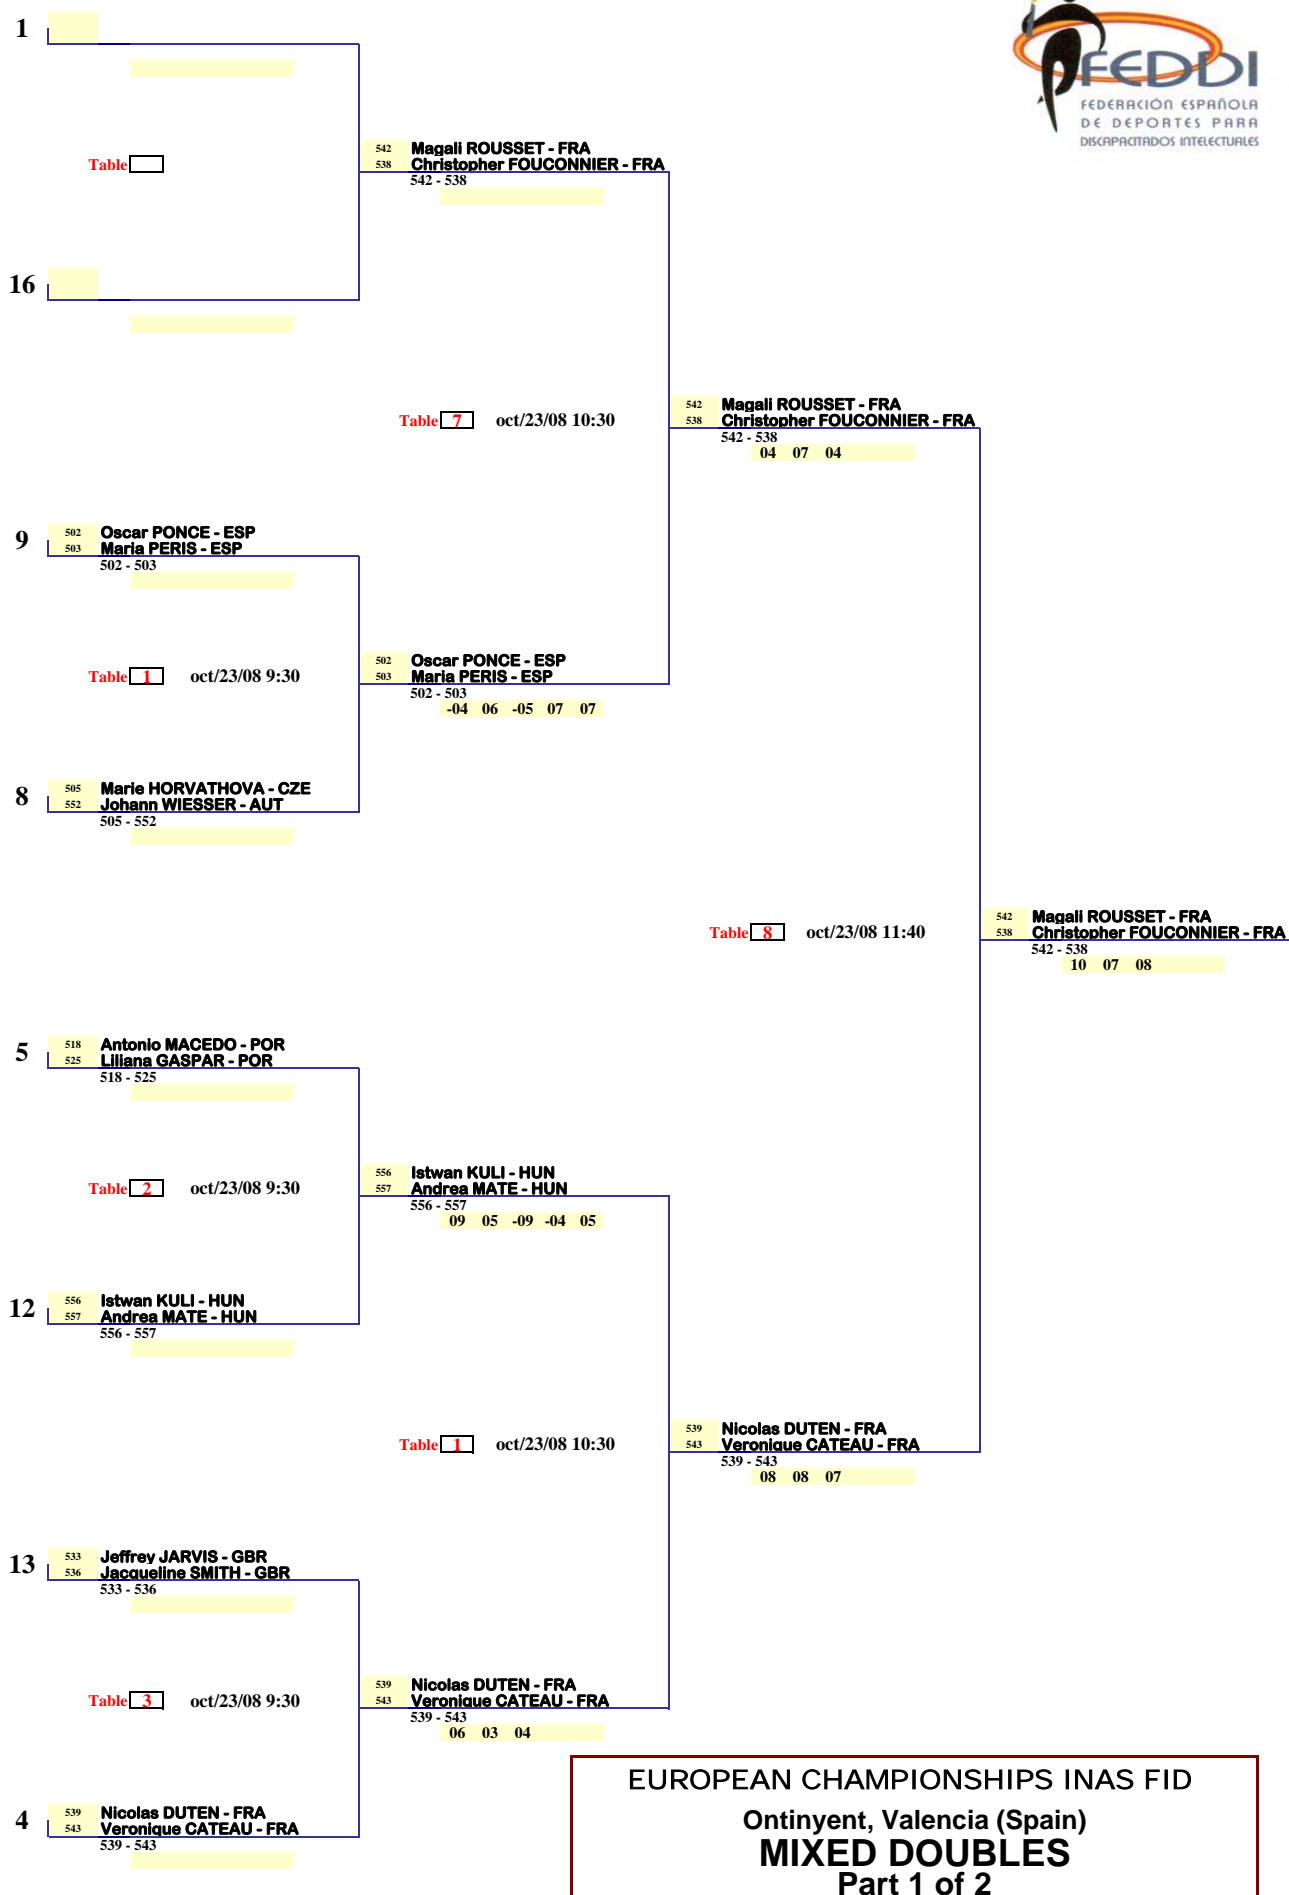 1
FEDDI
FEDERACIÓN ESPAÑOLA
DE DEPORTES PARA
DISCAPACITADOS INTELECTUALES
542 Magali ROUSSET - FRA
Table 538 Christopher FOUCONNIER - FRA
542 - 538
16
Table 7 oct/23/08 10:30
542 Magali ROUSSET - FRA
538 Christopher FOUCONNIER - FRA
542 - 538
04 07 04
9
502 Oscar PONCE - ESP
503 Maria PERIS - ESP
502 - 503
Table 1 oct/23/08 9:30
502 Oscar PONCE - ESP
503 Maria PERIS - ESP
502 - 503
-04 06 -05 07 07
8
505 Marie HORVATHOVA - CZE
552 Johann WIESSER - AUT
505 - 552
Table 8 oct/23/08 11:40
542 Magali ROUSSET - FRA
538 Christopher FOUCONNIER - FRA
542 - 538
10 07 08
5
518 Antonio MACEDO - POR
525 Liliana GASPAR - POR
518 - 525
Table 2 oct/23/08 9:30
556 Istwan KULI - HUN
557 Andrea MATE - HUN
556 - 557
09 05 -09 -04 05
12
556 Istwan KULI - HUN
557 Andrea MATE - HUN
556 - 557
Table 1 oct/23/08 10:30
539 Nicolas DUTEN - FRA
543 Veronique CATEAU - FRA
539 - 543
08 08 07
13
533 Jeffrey JARVIS - GBR
536 Jacqueline SMITH - GBR
533 - 536
Table 3 oct/23/08 9:30
539 Nicolas DUTEN - FRA
543 Veronique CATEAU - FRA
539 - 543
06 03 04
4
539 Nicolas DUTEN - FRA
543 Veronique CATEAU - FRA
539 - 543
EUROPEAN CHAMPIONSHIPS INAS FID
Ontinyent, Valencia (Spain)
MIXED DOUBLES
Part 1 of 2